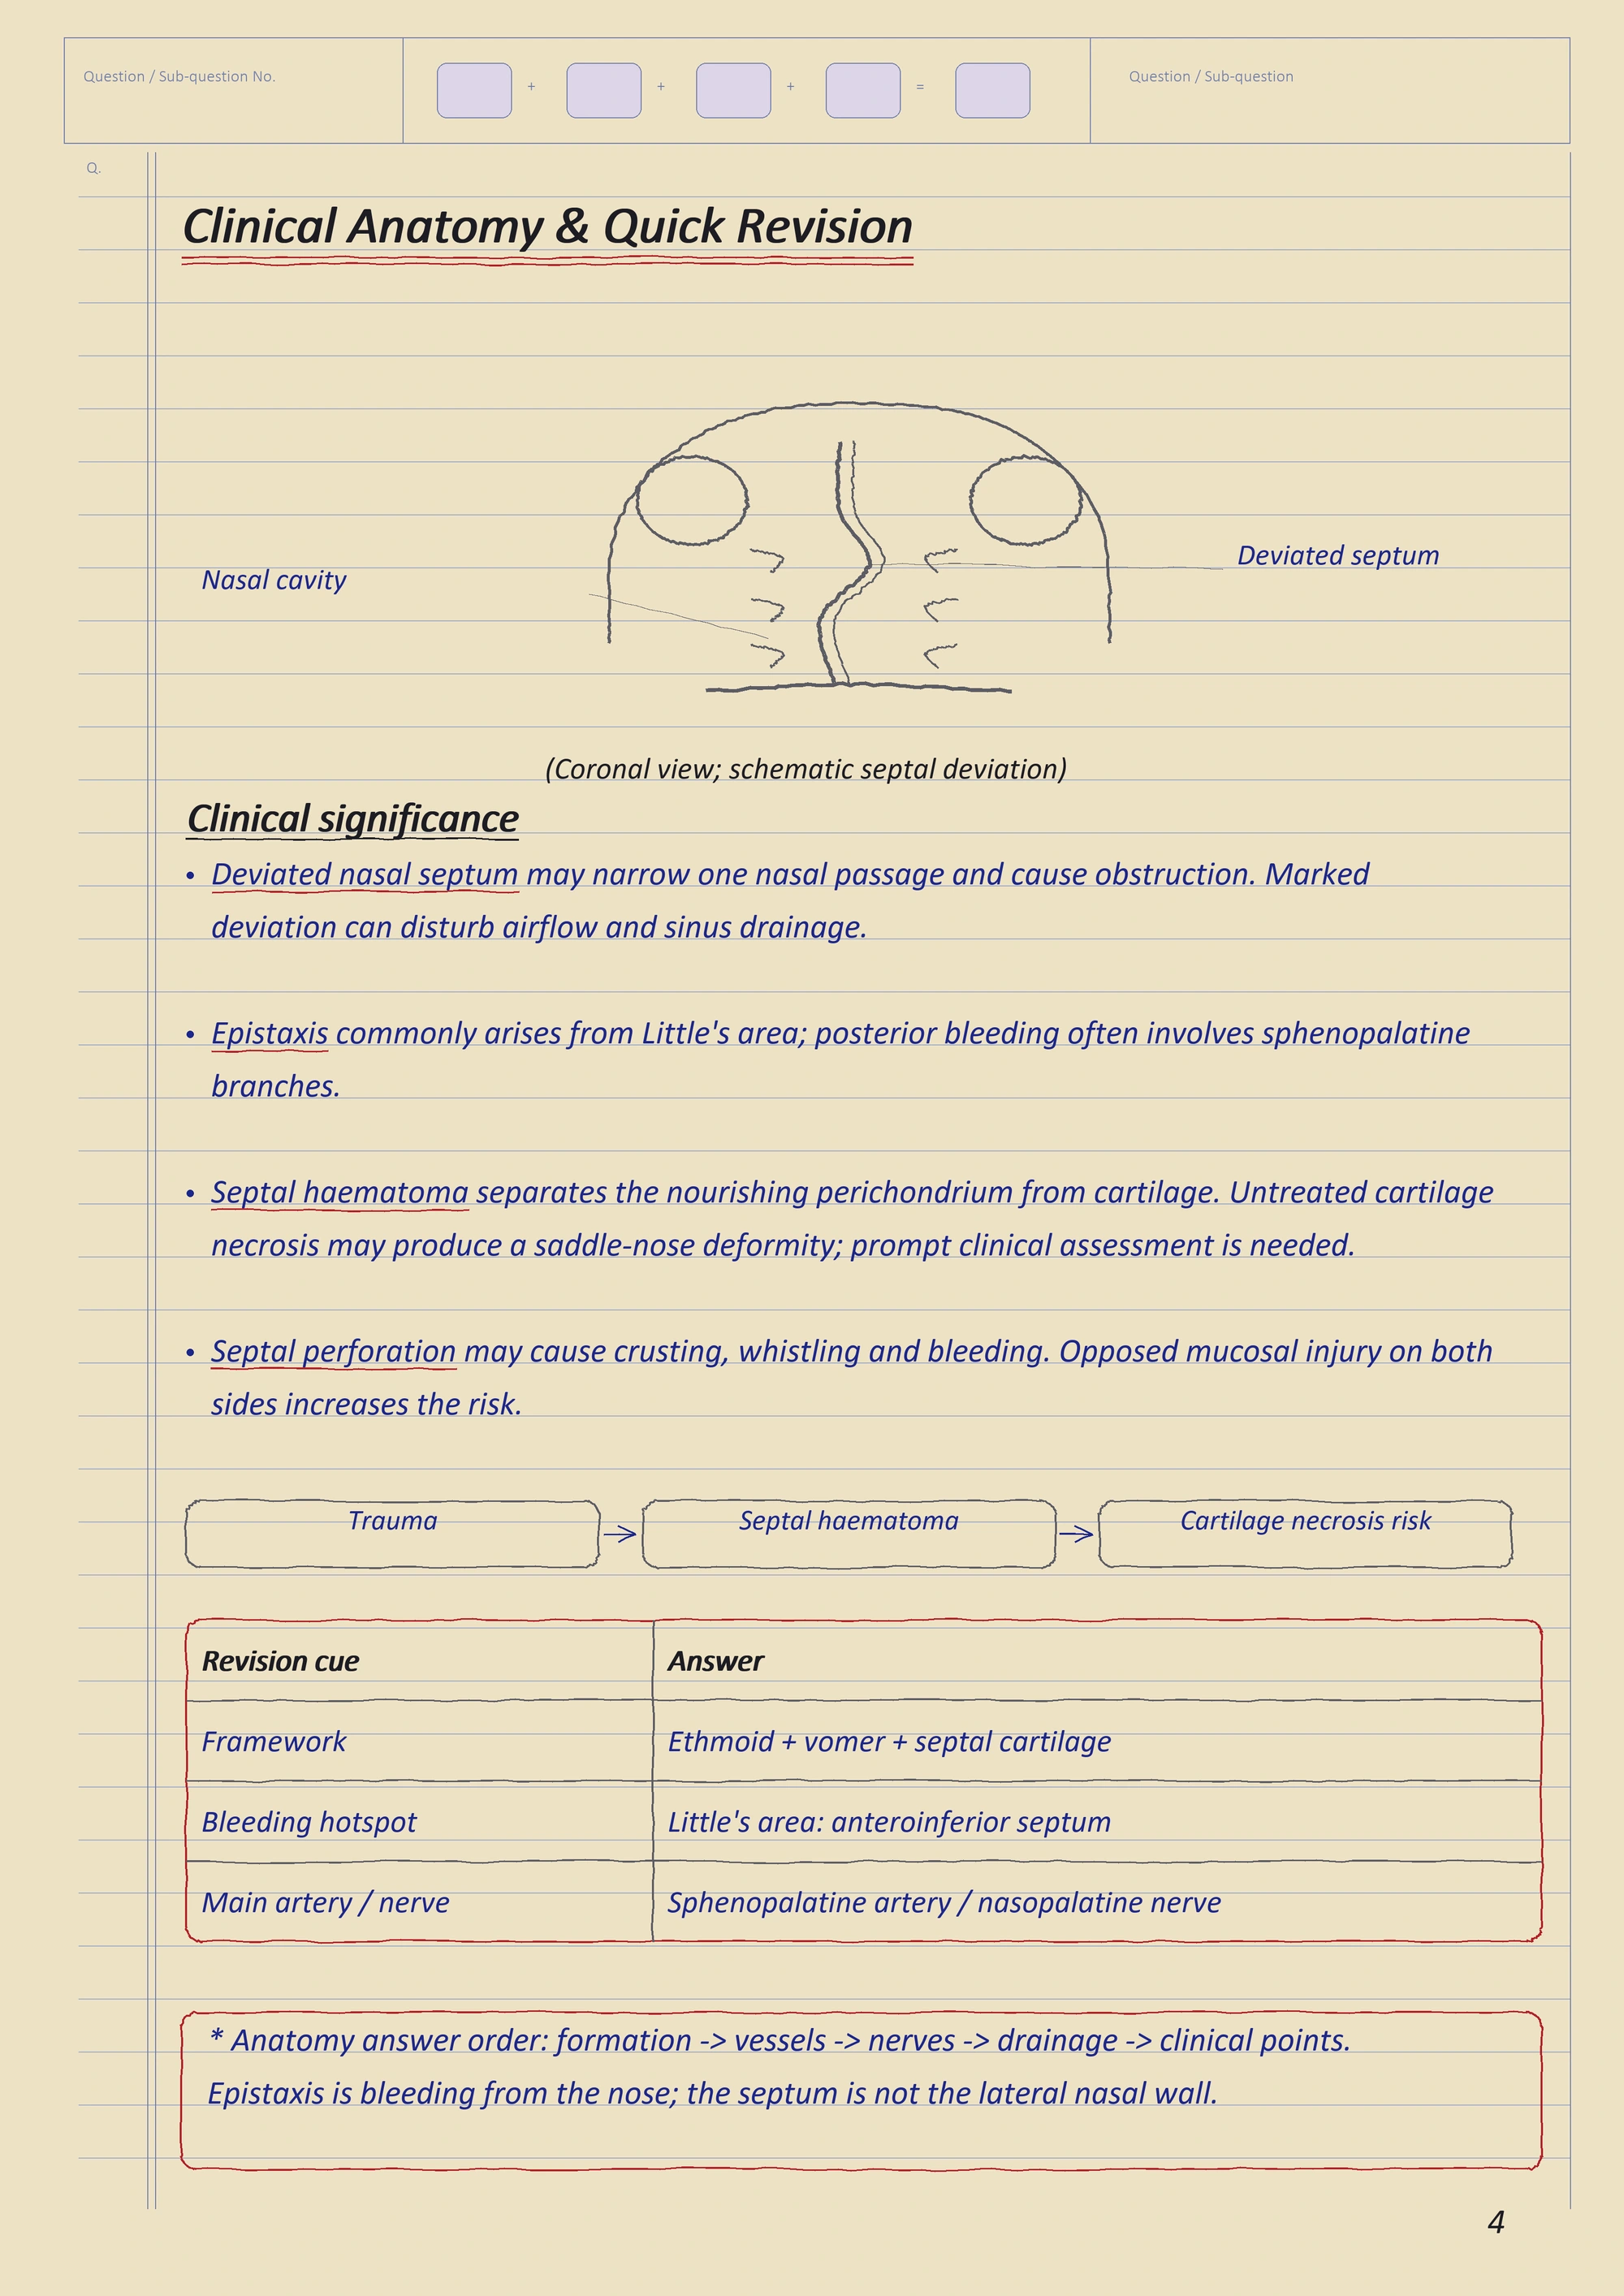 Question / Sub-question No.
+ + + =
Question / Sub-question
Q.
Clinical Anatomy & Quick Revision
Nasal cavity
Deviated septum
(Coronal view; schematic septal deviation)
Clinical significance
• Deviated nasal septum may narrow one nasal passage and cause obstruction. Marked
deviation can disturb airflow and sinus drainage.
• Epistaxis commonly arises from Little's area; posterior bleeding often involves sphenopalatine
branches.
• Septal haematoma separates the nourishing perichondrium from cartilage. Untreated cartilage
necrosis may produce a saddle-nose deformity; prompt clinical assessment is needed.
• Septal perforation may cause crusting, whistling and bleeding. Opposed mucosal injury on both
sides increases the risk.
Trauma → Septal haematoma → Cartilage necrosis risk
Revision cue Answer
Framework Ethmoid + vomer + septal cartilage
Bleeding hotspot Little's area: anteroinferior septum
Main artery / nerve Sphenopalatine artery / nasopalatine nerve
* Anatomy answer order: formation -> vessels -> nerves -> drainage -> clinical points.
Epistaxis is bleeding from the nose; the septum is not the lateral nasal wall.
4